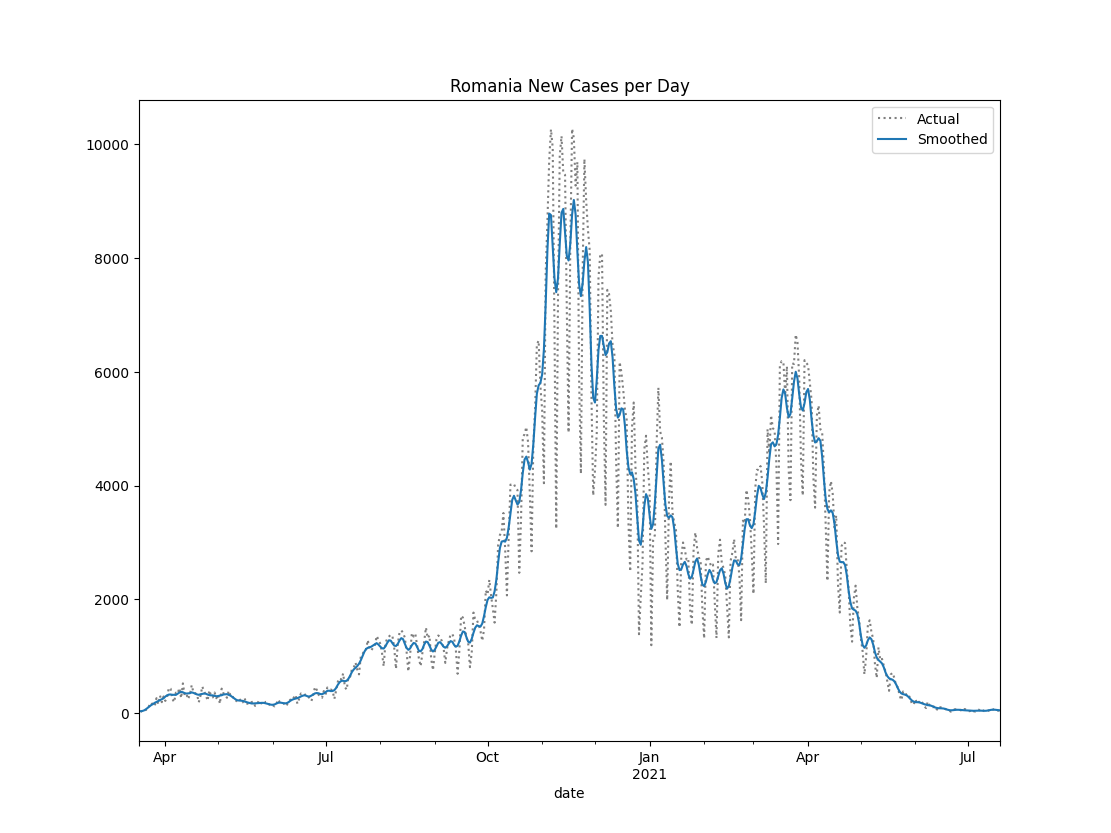 Romania New Cases per Day
Actual
Smoothed
10000
8000
6000
4000
2000
0
Apr
Jul
Oct
Jan
2021
Apr
Jul
date